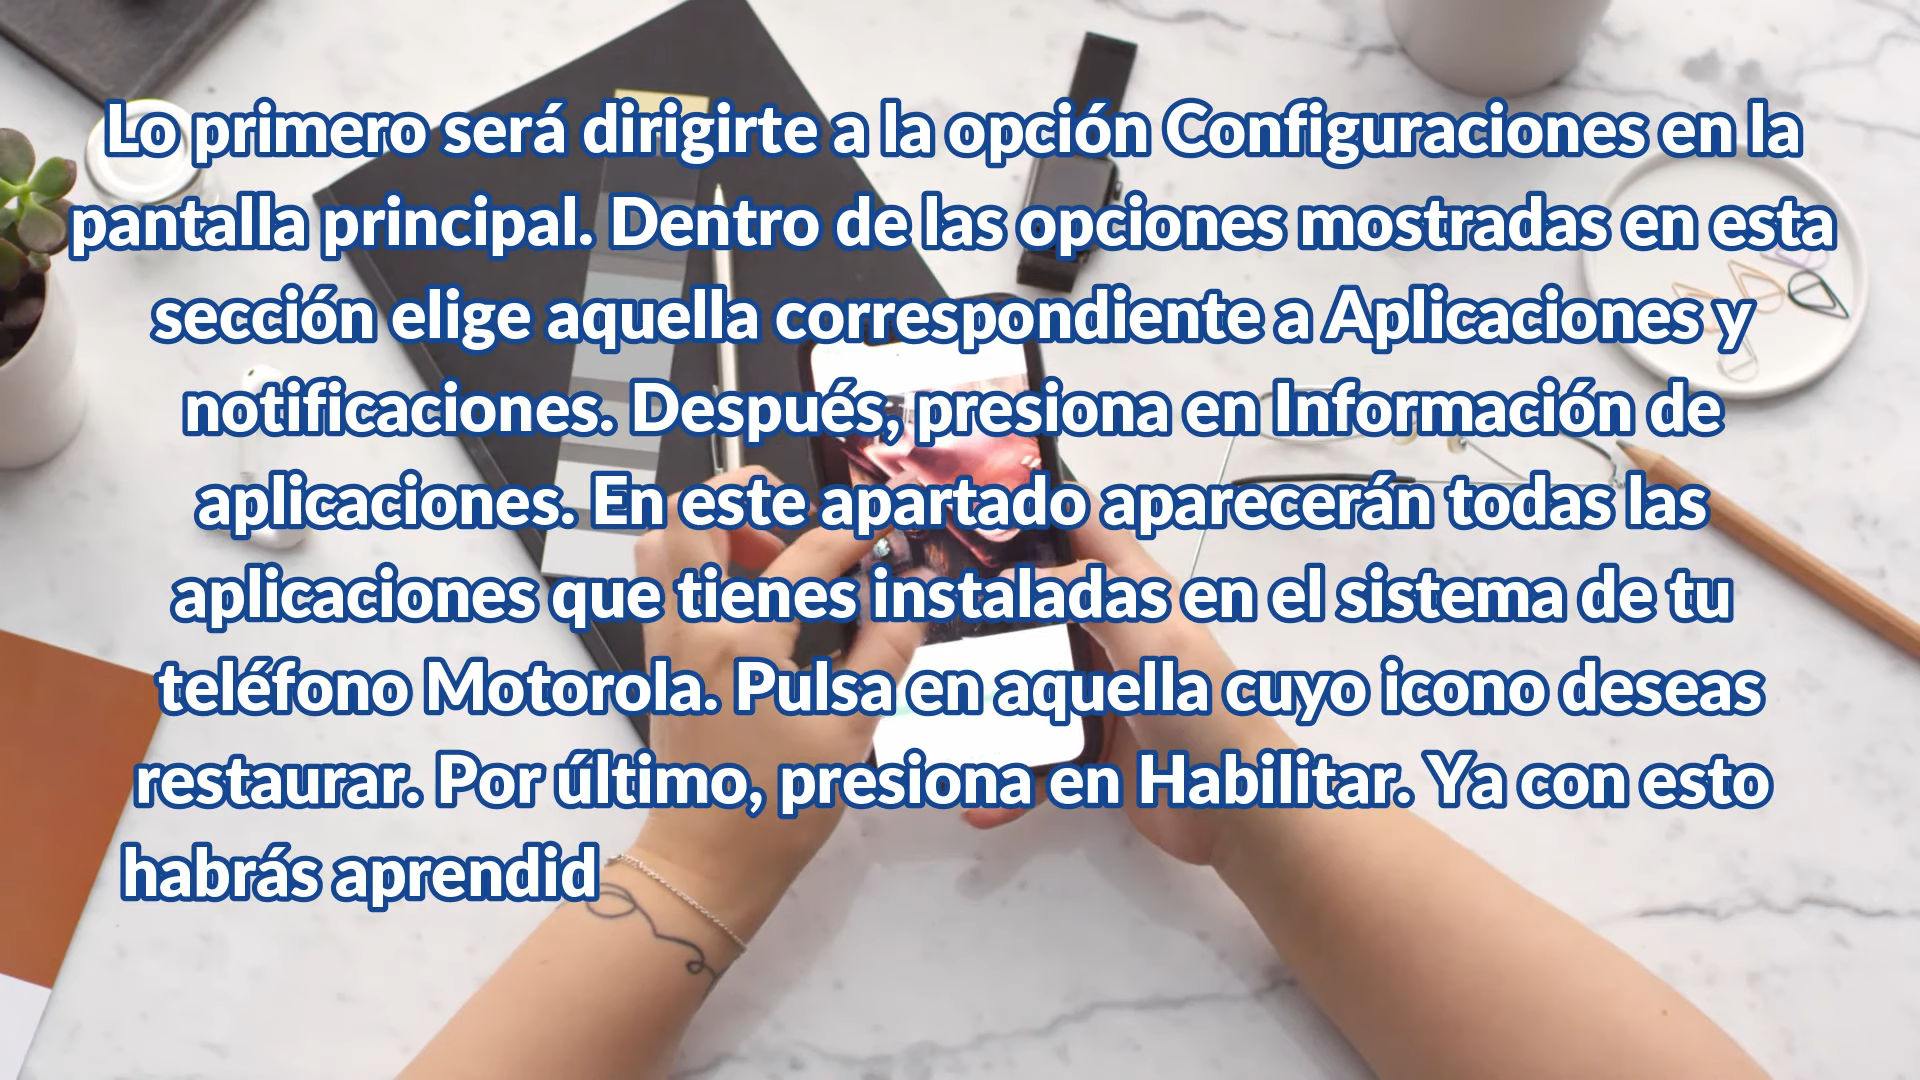 Lo primero será dirigirte a la opción Configuraciones en la
pantalla principal. Dentro de las opciones mostradas en esta
sección elige aquella correspondiente a Aplicaciones y
notificaciones. Después, presiona en Información de
aplicaciones. En este apartado aparecerán todas las
aplicaciones que tienes instaladas en el sistema de tu
teléfono Motorola. Pulsa en aquella cuyo icono deseas
restaurar. Por último, presiona en Habilitar. Ya con esto
habrás aprendid